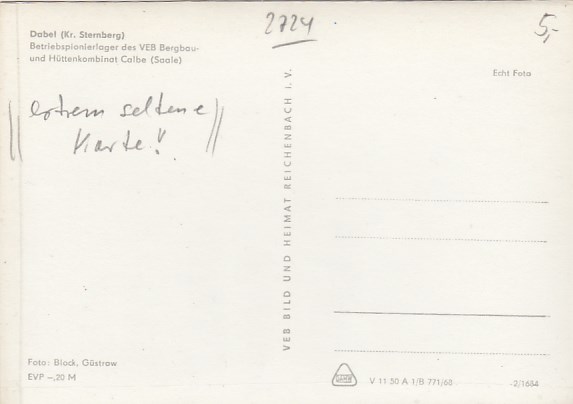 2724
5,-
Dabel (Kr. Sternberg)
Betriebspionierlager des VEB Bergbau-
und Hüttenkombinat Calbe (Saale)
Echt Foto
extrem seltene
Karte!
VEB BILD UND HEIMAT REICHENBACH I. V.
Foto: Block, Güstrow
EVP –,20 M
V 11 50 A 1/B 771/68
2/1684